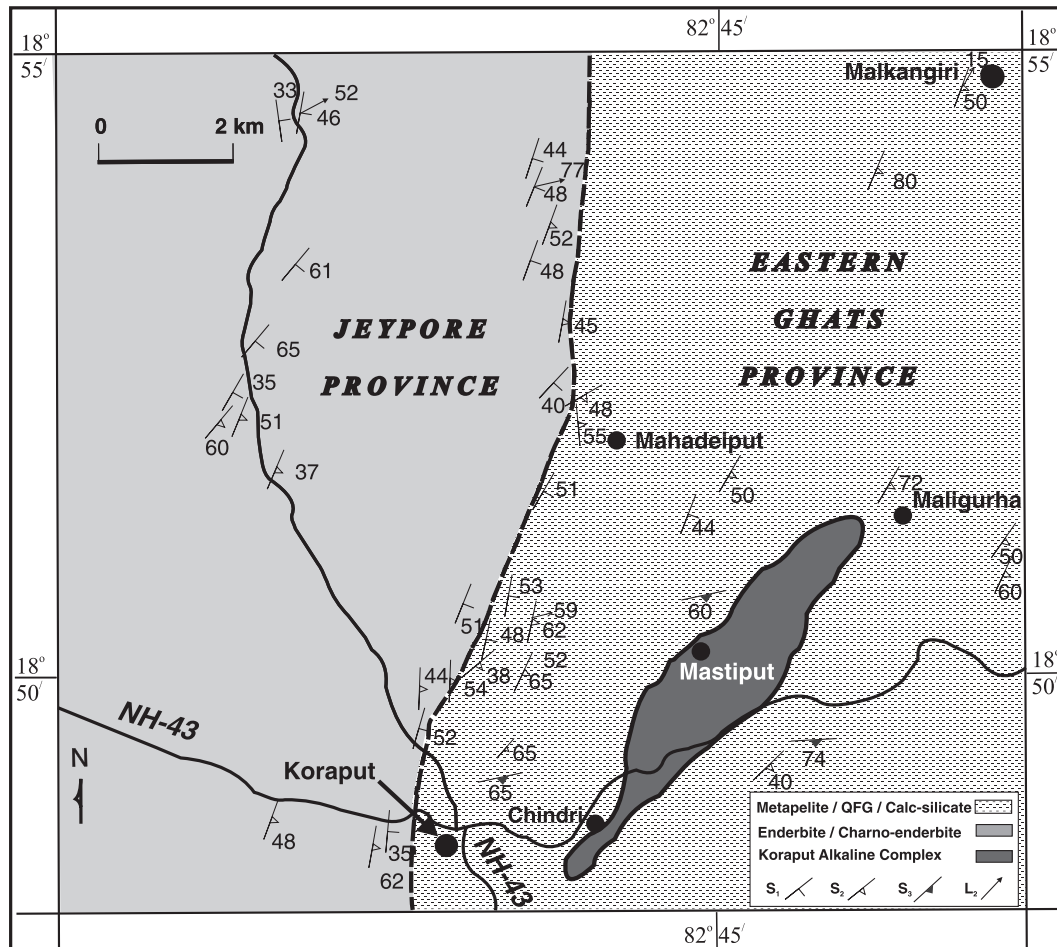 82° 45'
18° 55'
18° 55'
Malkangiri
15
50
33
52
46
0 2 km
44
77
48
80
52
48
61
EASTERN
GHATS
PROVINCE
JEYPORE
PROVINCE
45
65
35
40
48
51
60
55
Mahadeiput
37
51
50
72
Maligurha
44
50
60
53
60
59
51
48
62
Mastiput
18° 50'
18° 50'
44
38
52
54
65
NH-43
52
65
74
N
Koraput
65
40
Chindri
48
35
62
NH-43
Metapelite / QFG / Calc-silicate
Enderbite / Charno-enderbite
Koraput Alkaline Complex
S1 S2 S3 L2
82° 45'